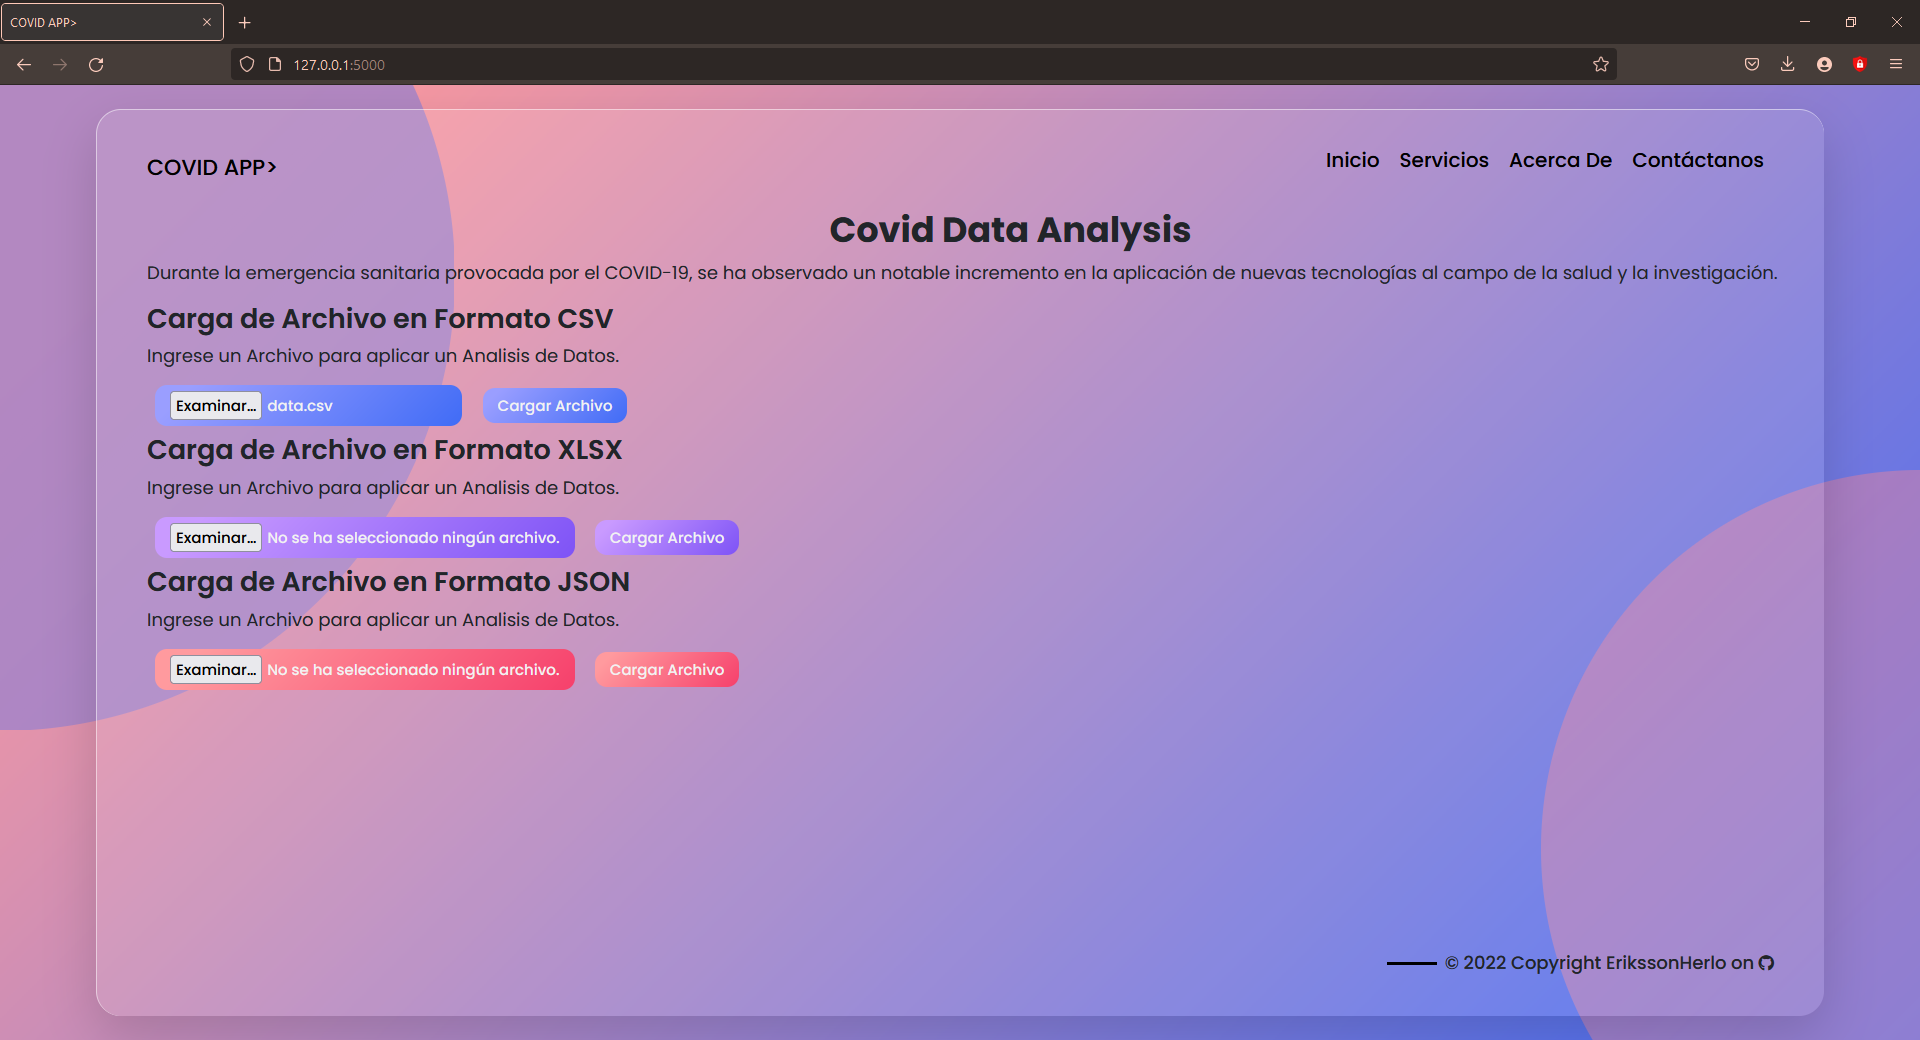 COVID APP>
127.0.0.1:5000
COVID APP>
Inicio Servicios Acerca De Contáctanos
Covid Data Analysis
Durante la emergencia sanitaria provocada por el COVID-19, se ha observado un notable incremento en la aplicación de nuevas tecnologías al campo de la salud y la investigación.
Carga de Archivo en Formato CSV
Ingrese un Archivo para aplicar un Analisis de Datos.
Examinar... data.csv Cargar Archivo
Carga de Archivo en Formato XLSX
Ingrese un Archivo para aplicar un Analisis de Datos.
Examinar... No se ha seleccionado ningún archivo. Cargar Archivo
Carga de Archivo en Formato JSON
Ingrese un Archivo para aplicar un Analisis de Datos.
Examinar... No se ha seleccionado ningún archivo. Cargar Archivo
© 2022 Copyright ErikssonHerlo on